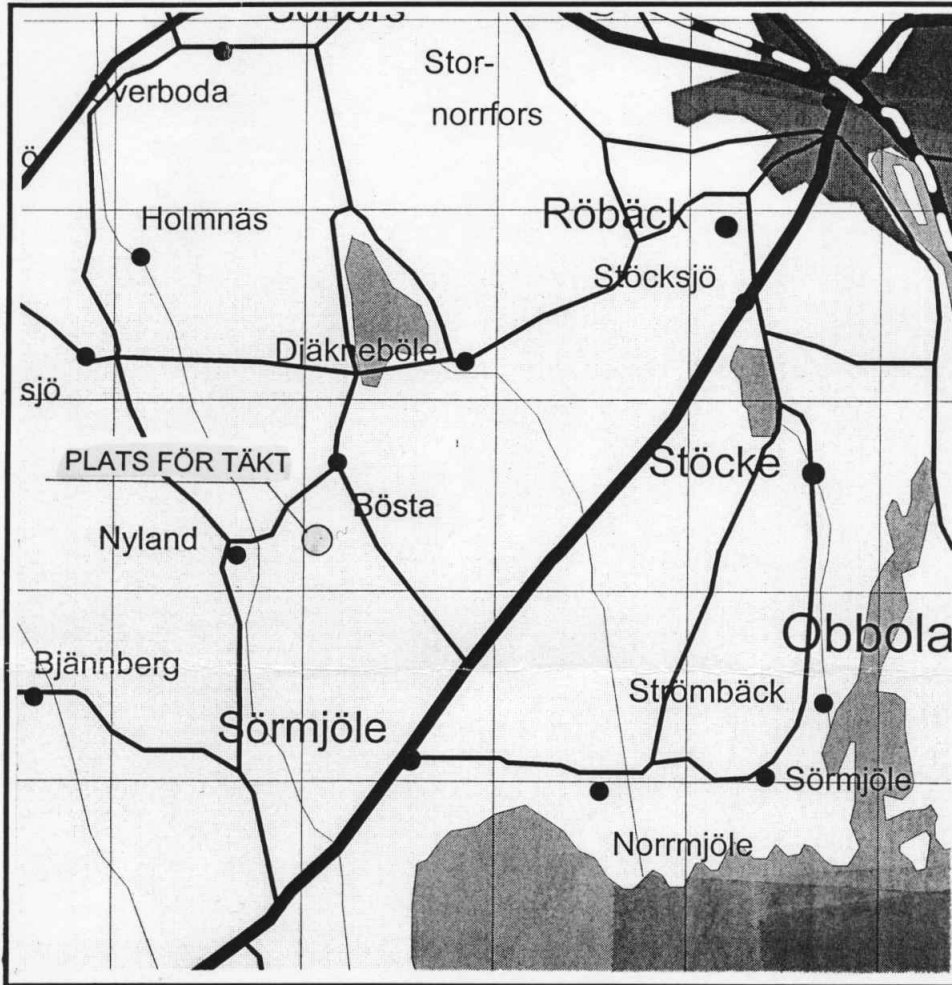 Stor-
norrfors
verboda
Holmnäs
Röbäck
Stöcksjö
Djäkneböle
sjö
PLATS FÖR TÄKT
Stöcke
Bösta
Nyland
Obbola
Bjännberg
Strömbäck
Sörmjöle
Sörmjöle
Norrmjöle